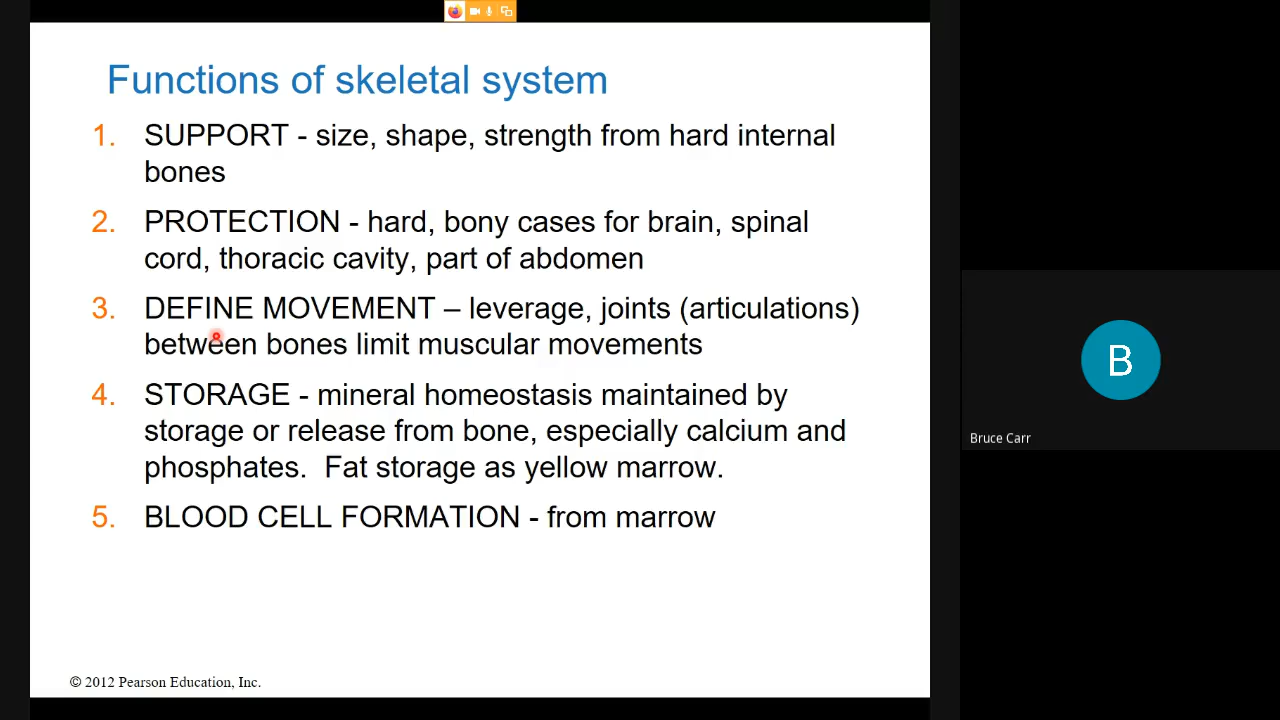 Functions of skeletal system
1. SUPPORT - size, shape, strength from hard internal
bones
2. PROTECTION - hard, bony cases for brain, spinal
cord, thoracic cavity, part of abdomen
3. DEFINE MOVEMENT – leverage, joints (articulations)
between bones limit muscular movements
4. STORAGE - mineral homeostasis maintained by
storage or release from bone, especially calcium and
phosphates.  Fat storage as yellow marrow.
5. BLOOD CELL FORMATION - from marrow
© 2012 Pearson Education, Inc.
B
Bruce Carr